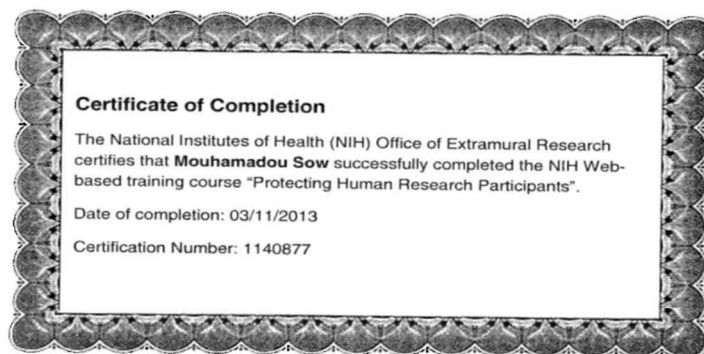 Certificate of Completion
The National Institutes of Health (NIH) Office of Extramural Research
certifies that Mouhamadou Sow successfully completed the NIH Web-
based training course “Protecting Human Research Participants”.
Date of completion: 03/11/2013
Certification Number: 1140877